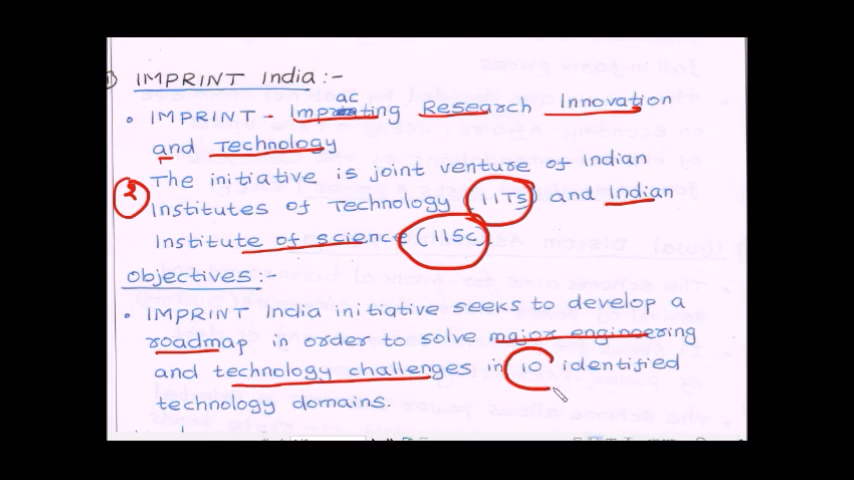 IMPRINT India :-
• IMPRINT - Impacting Research Innovation
and Technology
2 The initiative is joint venture of Indian
Institutes of Technology (IITs) and Indian
Institute of science (IISc).
objectives :-
• IMPRINT India initiative seeks to develop a
roadmap in order to solve major engineering
and technology challenges in 10 identified
technology domains.